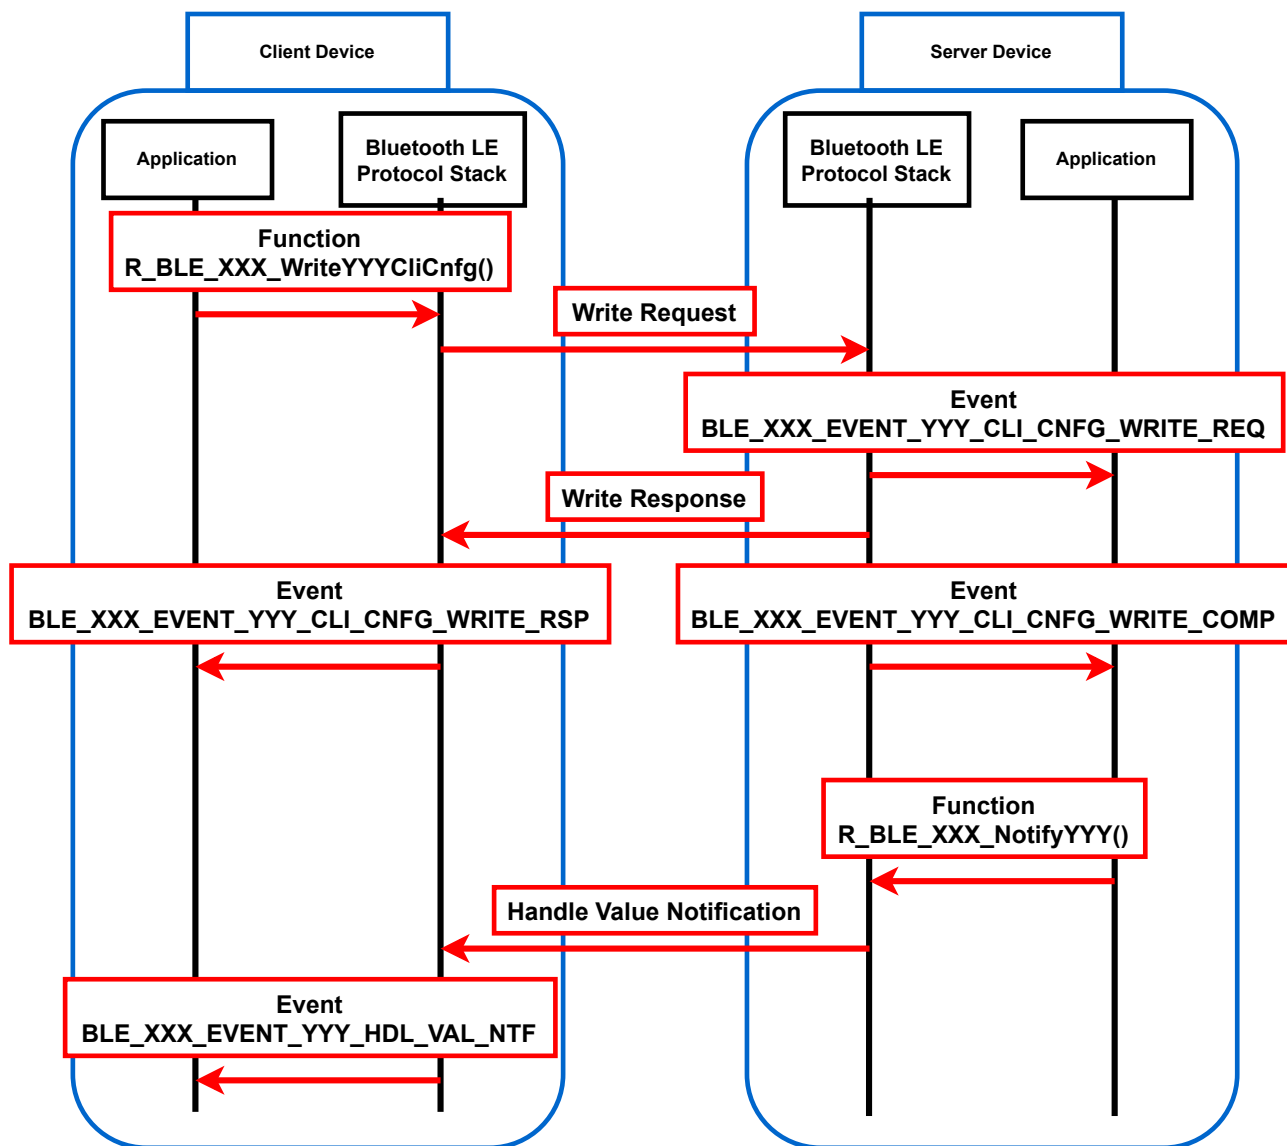 Client Device
Server Device
Application
Bluetooth LE
Protocol Stack
Bluetooth LE
Protocol Stack
Application
Function
R_BLE_XXX_WriteYYYCliCnfg()
Write Request
Event
BLE_XXX_EVENT_YYY_CLI_CNFG_WRITE_REQ
Write Response
Event
BLE_XXX_EVENT_YYY_CLI_CNFG_WRITE_RSP
Event
BLE_XXX_EVENT_YYY_CLI_CNFG_WRITE_COMP
Function
R_BLE_XXX_NotifyYYY()
Handle Value Notification
Event
BLE_XXX_EVENT_YYY_HDL_VAL_NTF